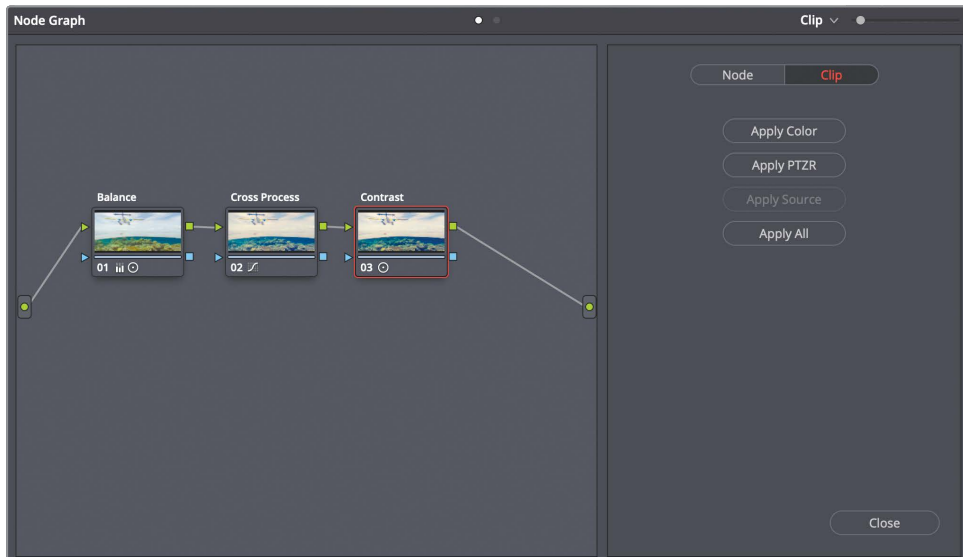 Node Graph
Clip
Node
Clip
Apply Color
Apply PTZR
Apply Source
Apply All
Balance
Cross Process
Contrast
01
02
03
Close